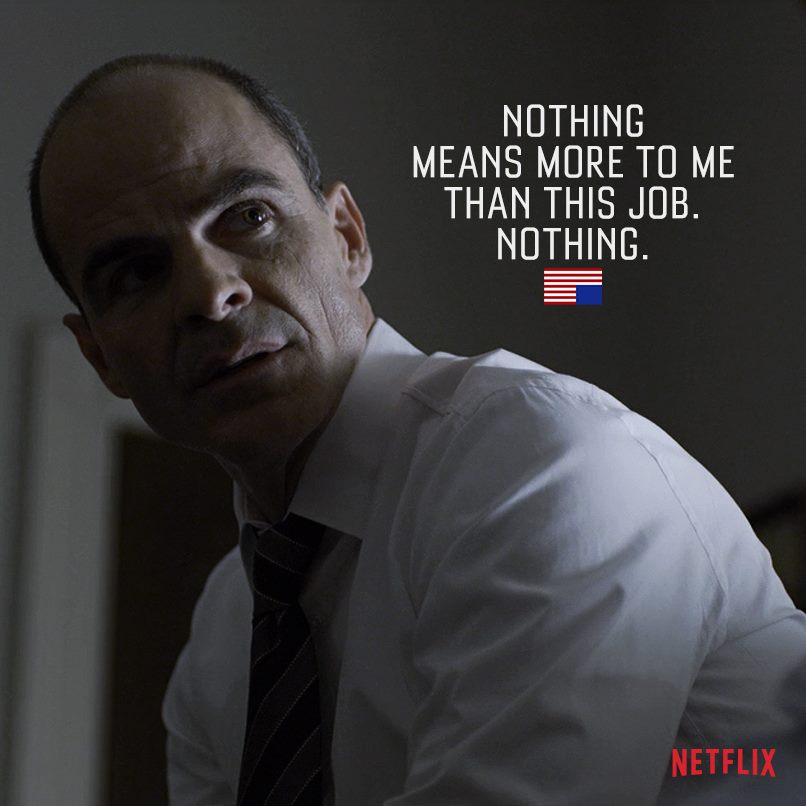 NOTHING
MEANS MORE TO ME
THAN THIS JOB.
NOTHING.
NETFLIX